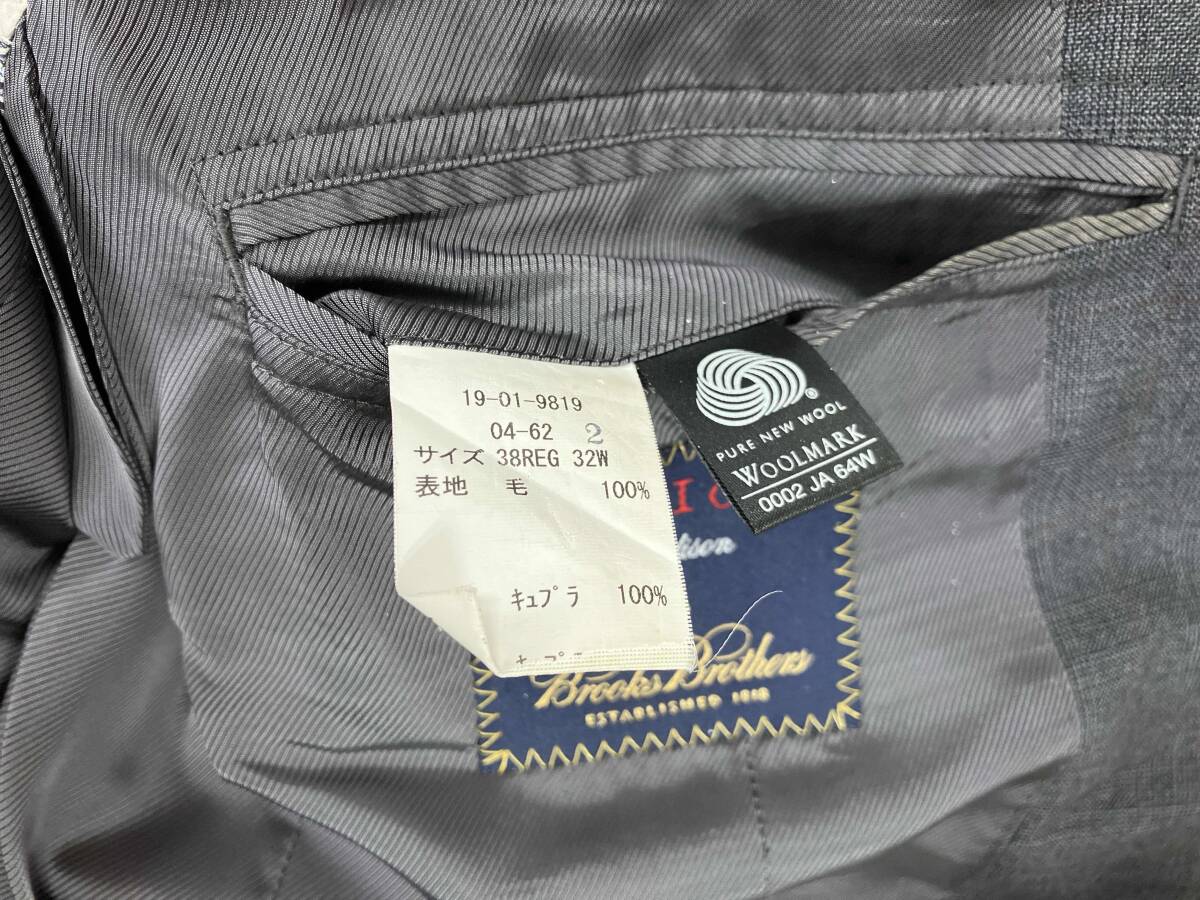 19-01-9819
04-62 2
サイズ 38REG 32W
表地 毛 100%
キュプラ 100%
PURE NEW WOOL
WOOLMARK
0002 JA 64W
Brooks Brothers
ESTABLISHED 1818